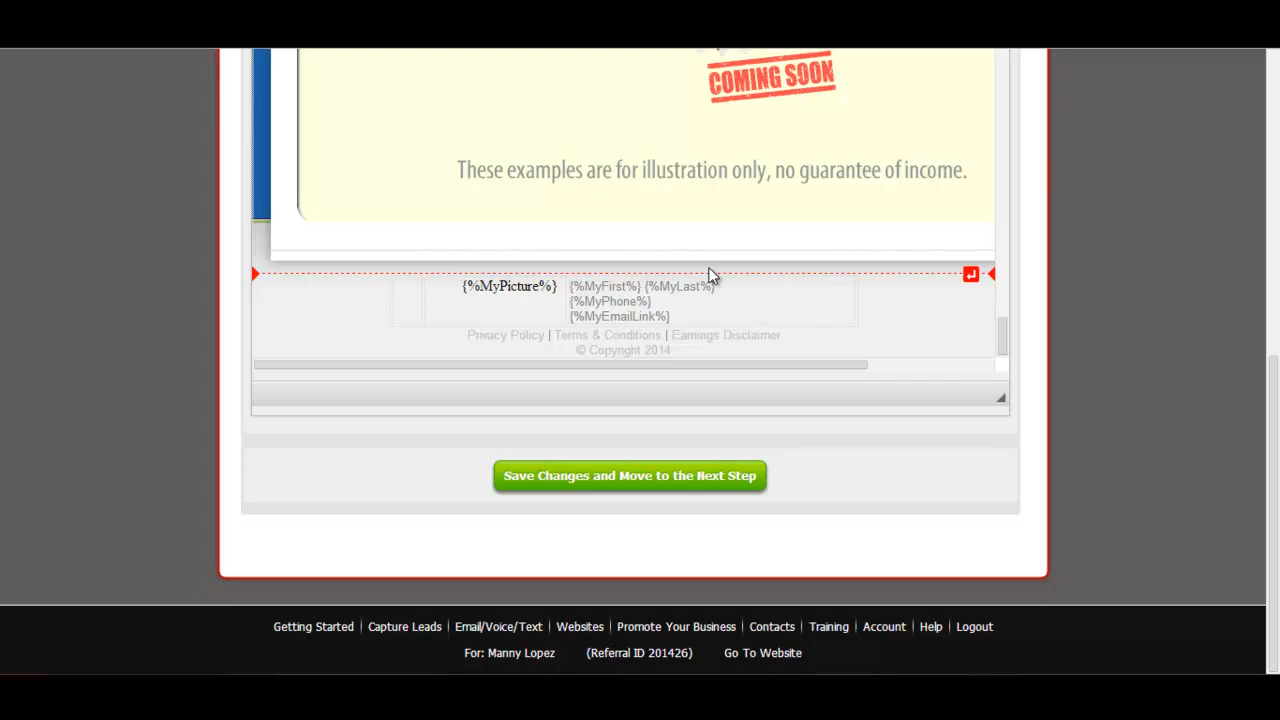 COMING SOON
These examples are for illustration only, no guarantee of income.
{%MyPicture%} {%MyFirst%} {%MyLast%}
{%MyPhone%}
{%MyEmailLink%}
Privacy Policy | Terms & Conditions | Earnings Disclaimer
© Copyright 2014
Save Changes and Move to the Next Step
Getting Started | Capture Leads | Email/Voice/Text | Websites | Promote Your Business | Contacts | Training | Account | Help | Logout
For: Manny Lopez (Referral ID 201426) Go To Website